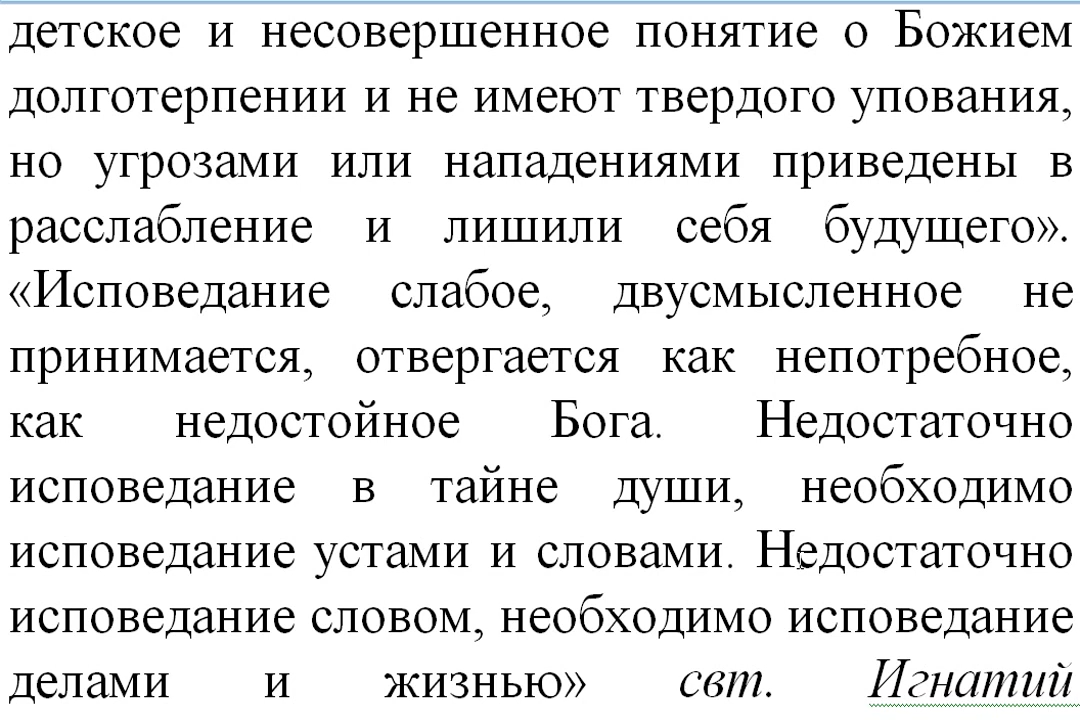 детское и несовершенное понятие о Божием
долготерпении и не имеют твердого упования,
но угрозами или нападениями приведены в
расслабление и лишили себя будущего».
«Исповедание слабое, двусмысленное не
принимается, отвергается как непотребное,
как недостойное Бога. Недостаточно
исповедание в тайне души, необходимо
исповедание устами и словами. Недостаточно
исповедание словом, необходимо исповедание
делами и жизнью» свт. Игнатий